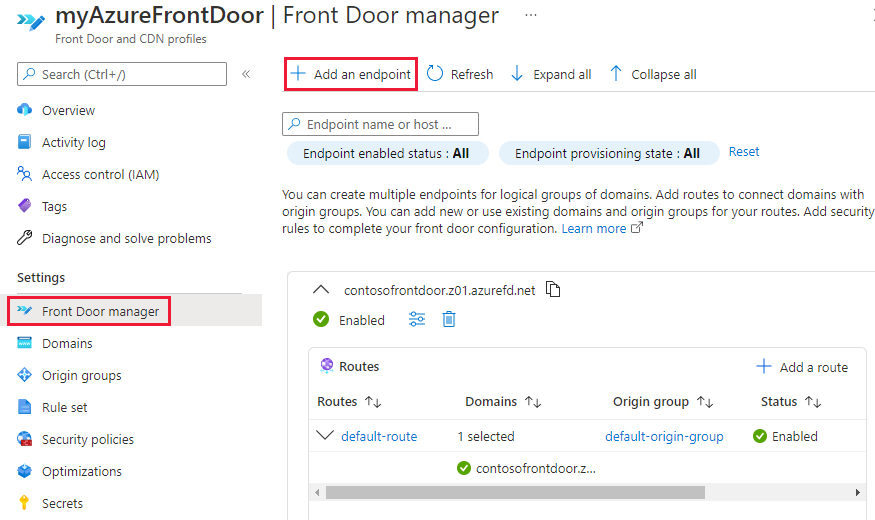 myAzureFrontDoor | Front Door manager ...
Front Door and CDN profiles
Search (Ctrl+/)
Overview
Activity log
Access control (IAM)
Tags
Diagnose and solve problems
Settings
Front Door manager
Domains
Origin groups
Rule set
Security policies
Optimizations
Secrets
Add an endpoint
Refresh
Expand all
Collapse all
Endpoint name or host ...
Endpoint enabled status : All
Endpoint provisioning state : All
Reset
You can create multiple endpoints for logical groups of domains. Add routes to connect domains with
origin groups. You can add new or use existing domains and origin groups for your routes. Add security
rules to complete your front door configuration. Learn more
contosofrontdoor.z01.azurefd.net
Enabled
Routes
Add a route
Routes Domains Origin group Status
default-route 1 selected default-origin-group Enabled
contosofrontdoor.z...